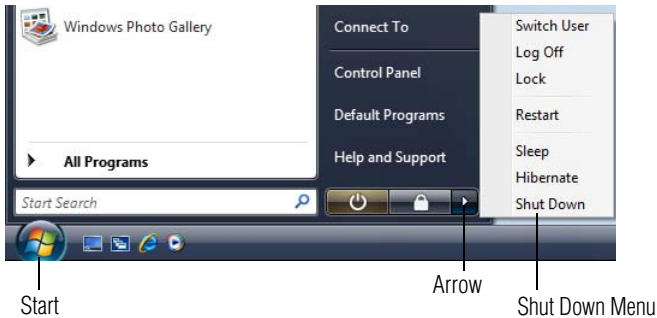 Windows Photo Gallery
All Programs
Start Search
Connect To
Control Panel
Default Programs
Help and Support
Switch User
Log Off
Lock
Restart
Sleep
Hibernate
Shut Down
Start
Arrow
Shut Down Menu